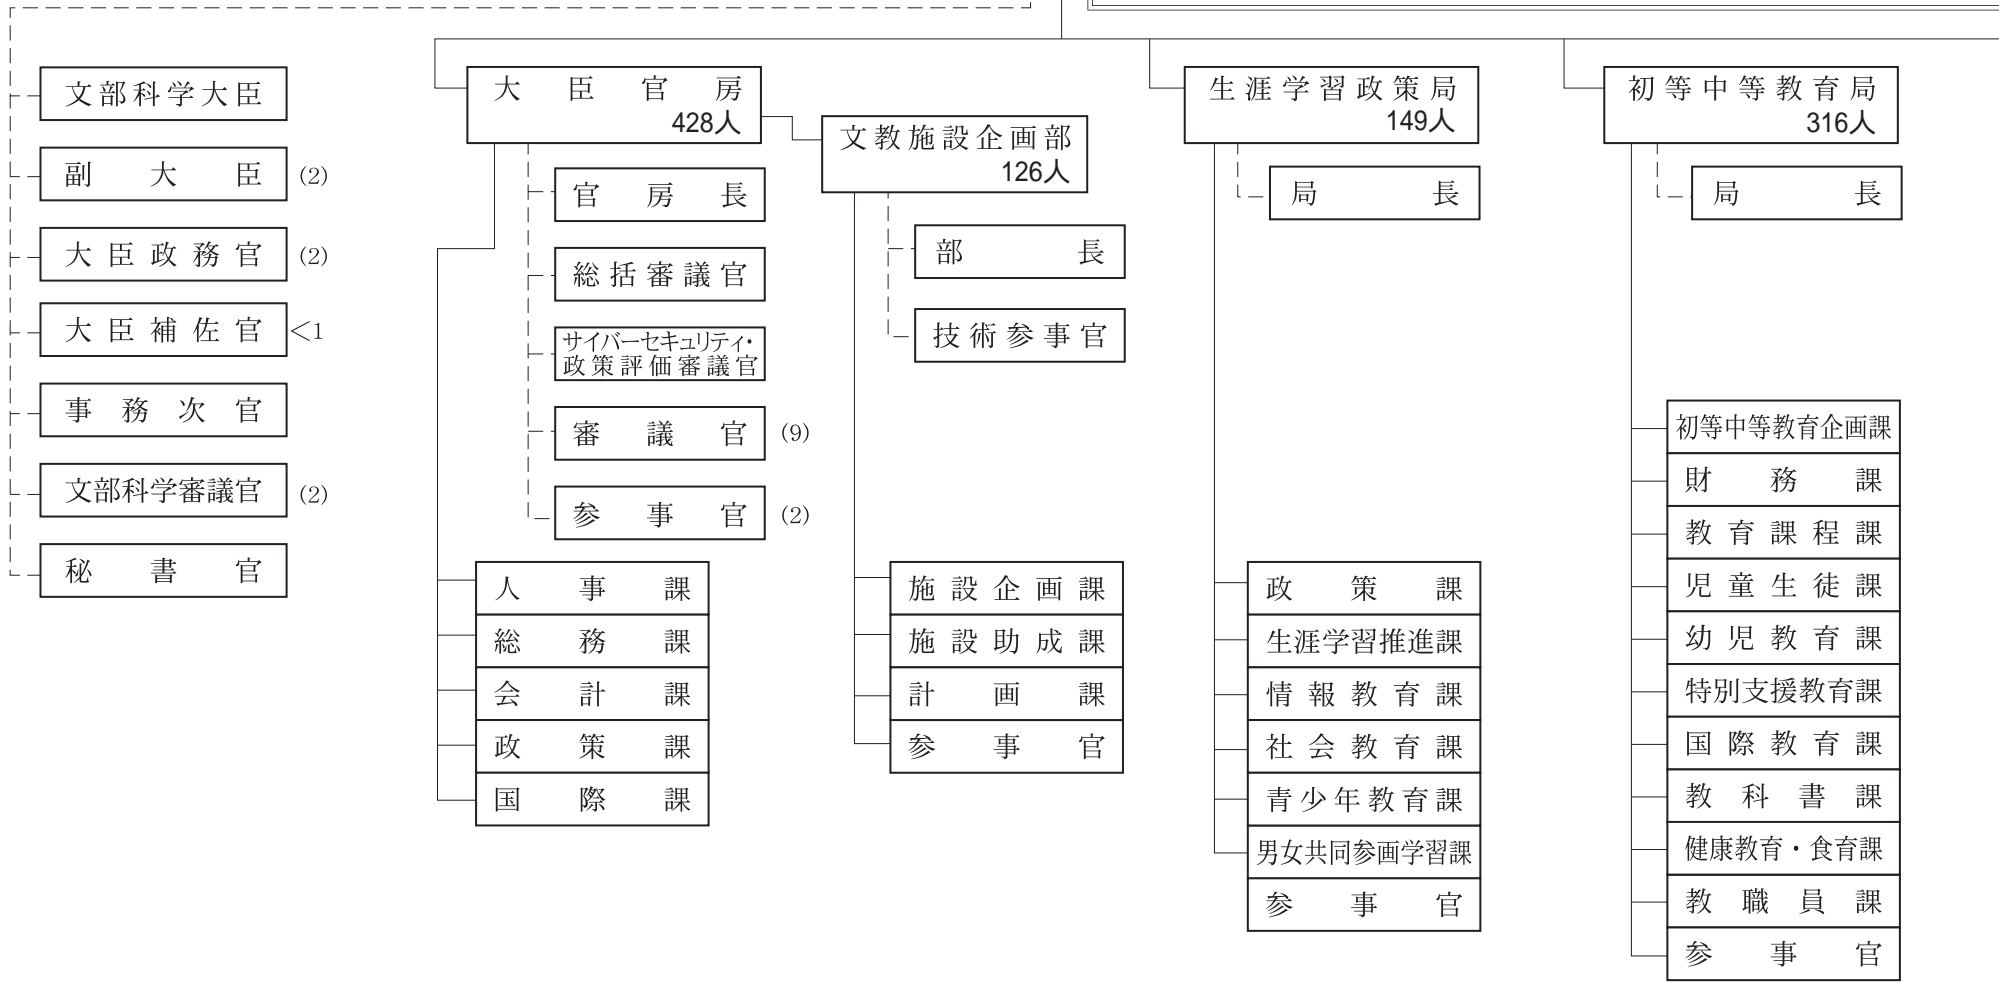 文部科学大臣
副大臣 (2)
大臣政務官 (2)
大臣補佐官 <1
事務次官
文部科学審議官 (2)
秘書官
大臣官房
428人
官房長
総括審議官
サイバーセキュリティ・
政策評価審議官
審議官 (9)
参事官 (2)
人事課
総務課
会計課
政策課
国際課
文教施設企画部
126人
部長
技術参事官
施設企画課
施設助成課
計画課
参事官
生涯学習政策局
149人
局長
政策課
生涯学習推進課
情報教育課
社会教育課
青少年教育課
男女共同参画学習課
参事官
初等中等教育局
316人
局長
初等中等教育企画課
財務課
教育課程課
児童生徒課
幼児教育課
特別支援教育課
国際教育課
教科書課
健康教育・食育課
教職員課
参事官